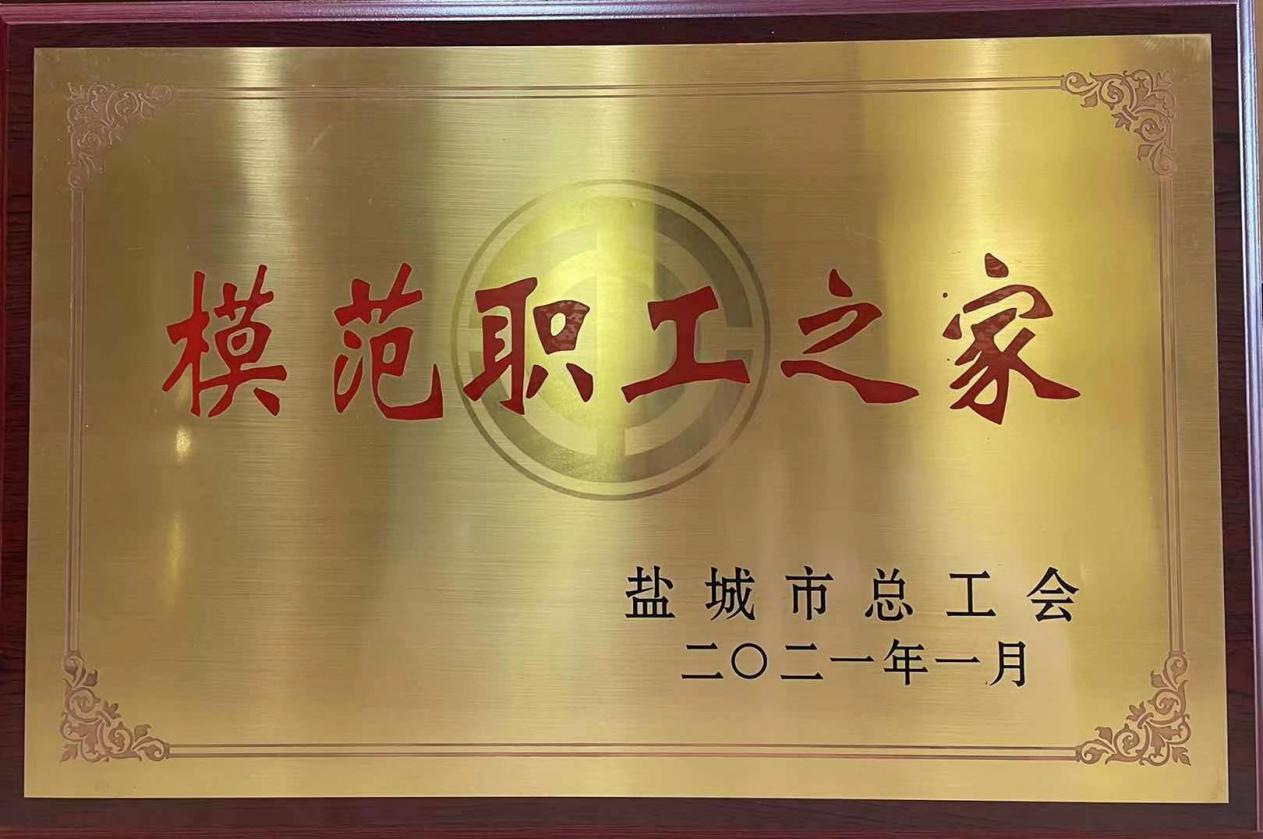 模范职工之家
盐城市总工会
二〇二一年一月